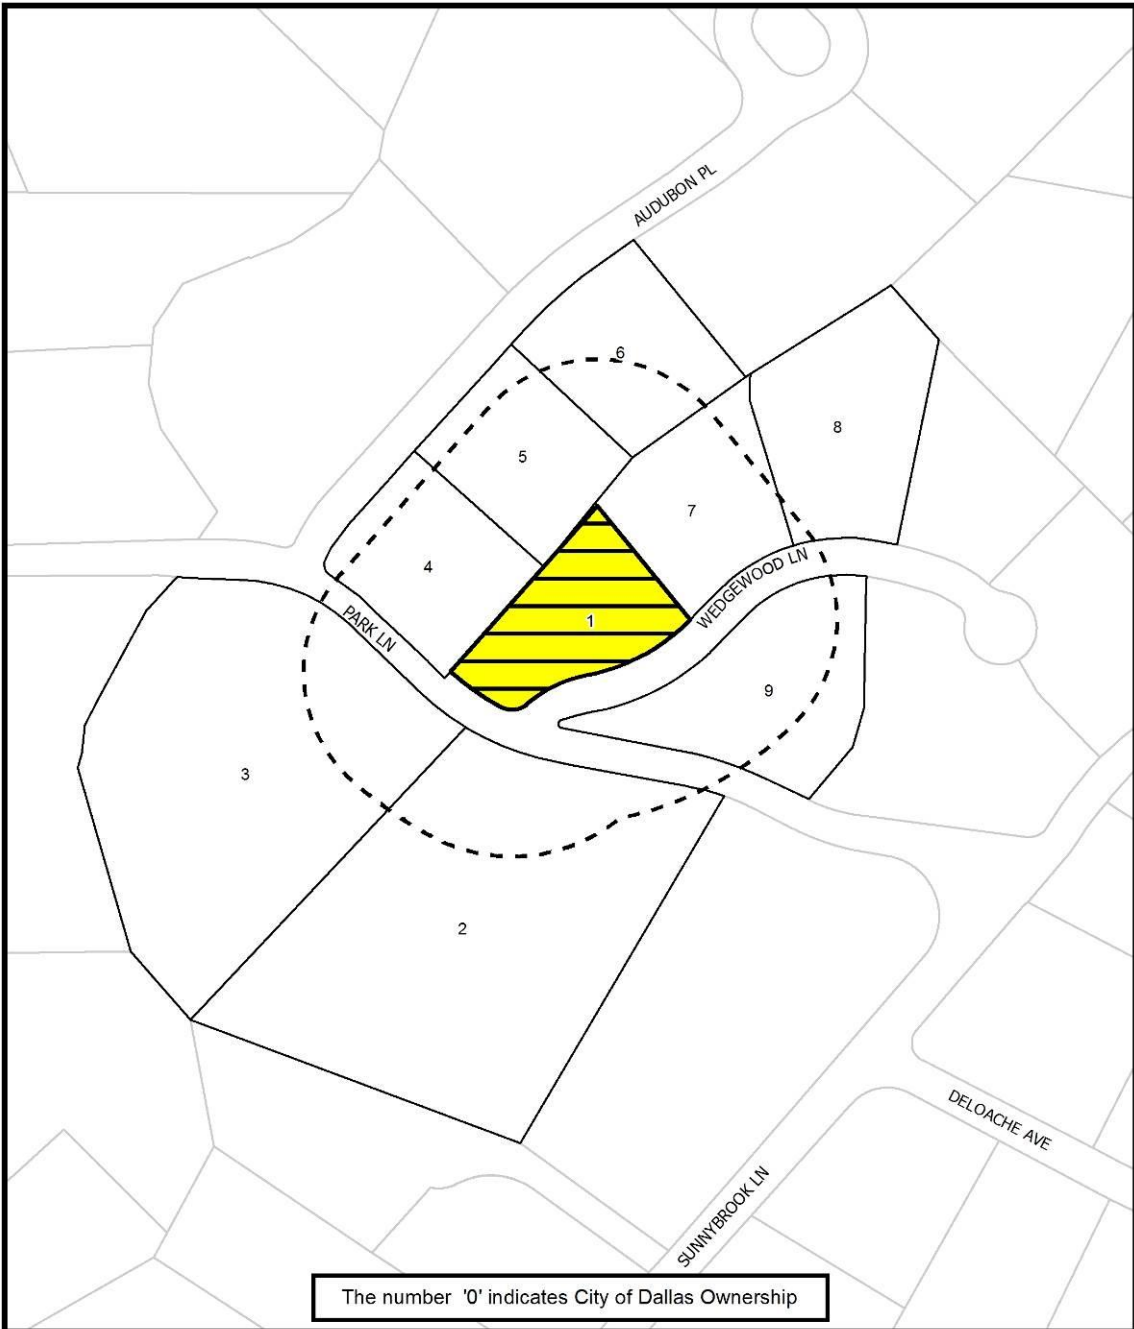 AUDUBON PL
6
8
5
7
4
WEDGEWOOD LN
1
PARK LN
9
3
2
DELOACHE AVE
SUNNYBROOK LN
The number '0' indicates City of Dallas Ownership